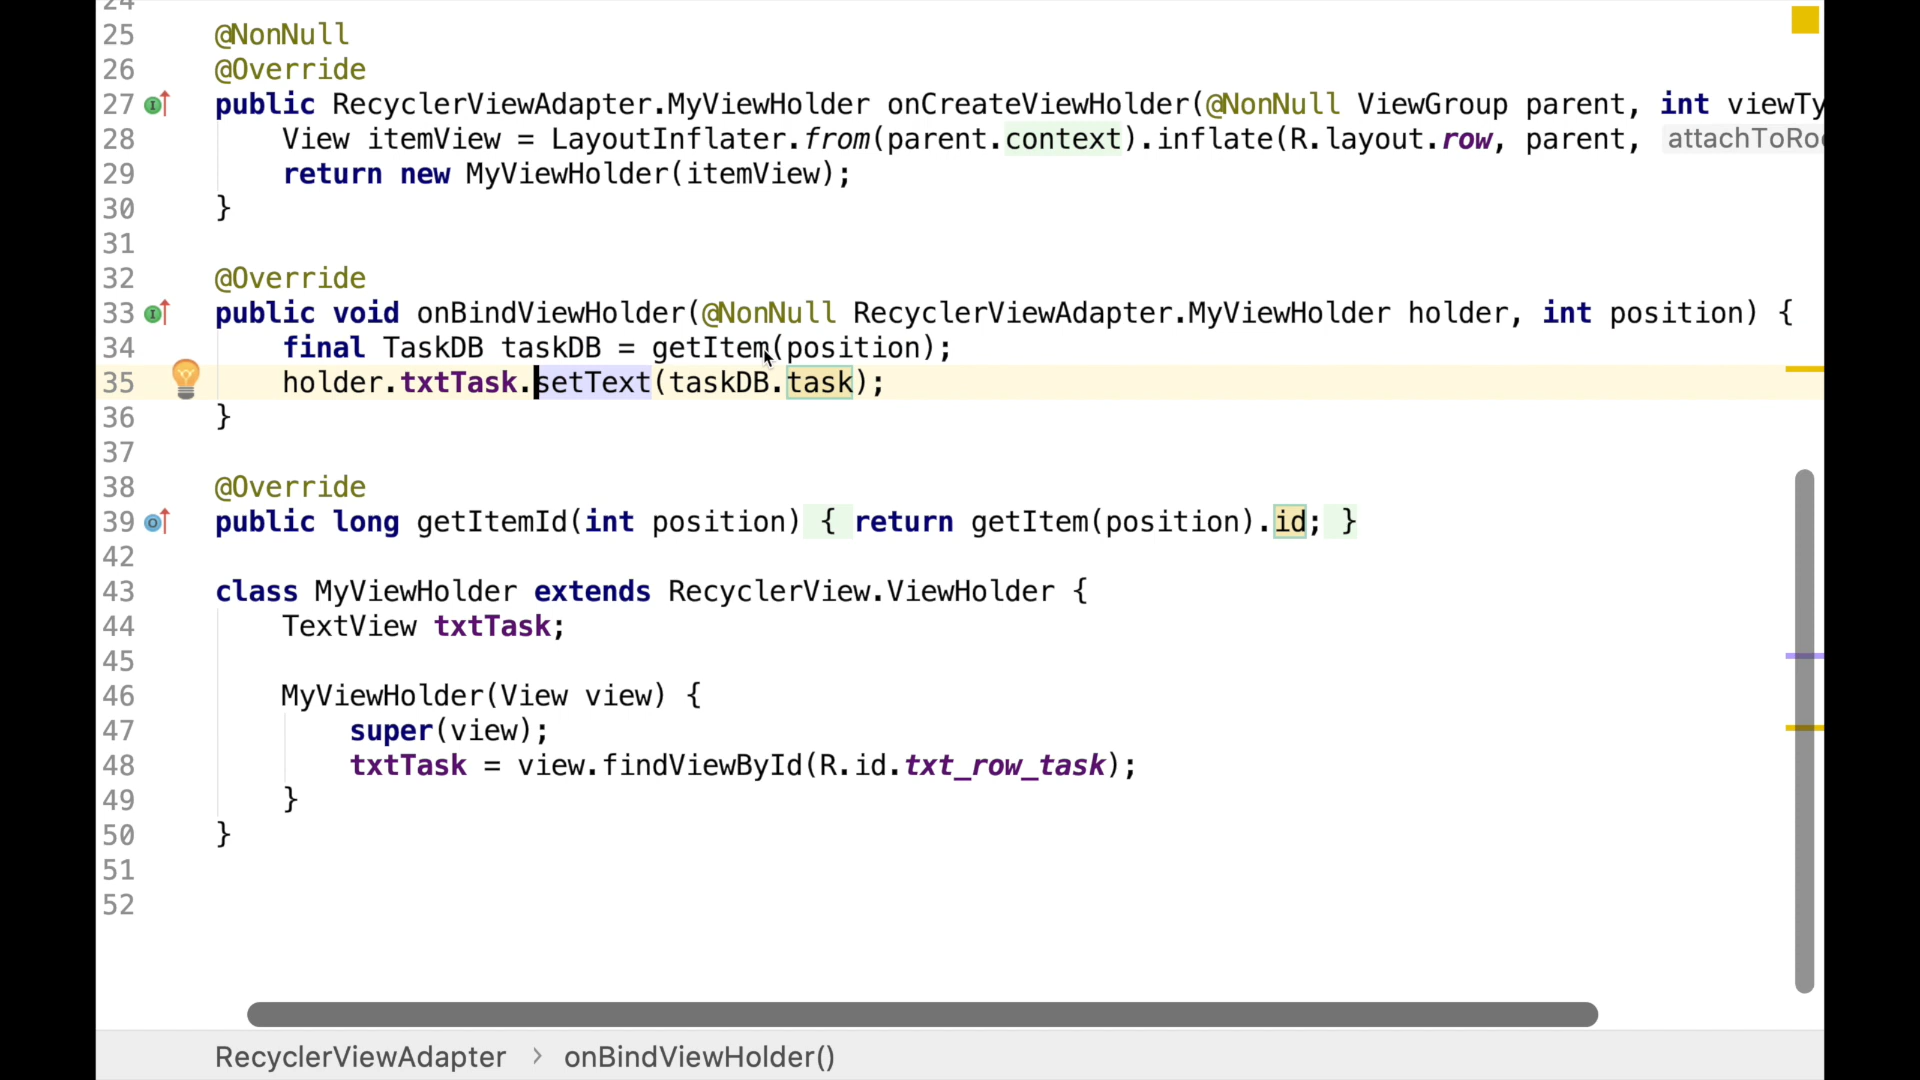 24
25 @NonNull
26 @Override
27 public RecyclerViewAdapter.MyViewHolder onCreateViewHolder(@NonNull ViewGroup parent, int viewTy
28 View itemView = LayoutInflater.from(parent.context).inflate(R.layout.row, parent, attachToRoo
29 return new MyViewHolder(itemView);
30 }
31
32 @Override
33 public void onBindViewHolder(@NonNull RecyclerViewAdapter.MyViewHolder holder, int position) {
34 final TaskDB taskDB = getItem(position);
35 holder.txtTask.setText(taskDB.task);
36 }
37
38 @Override
39 public long getItemId(int position) { return getItem(position).id; }
42
43 class MyViewHolder extends RecyclerView.ViewHolder {
44 TextView txtTask;
45
46 MyViewHolder(View view) {
47 super(view);
48 txtTask = view.findViewById(R.id.txt_row_task);
49 }
50 }
51
52
RecyclerViewAdapter > onBindViewHolder()